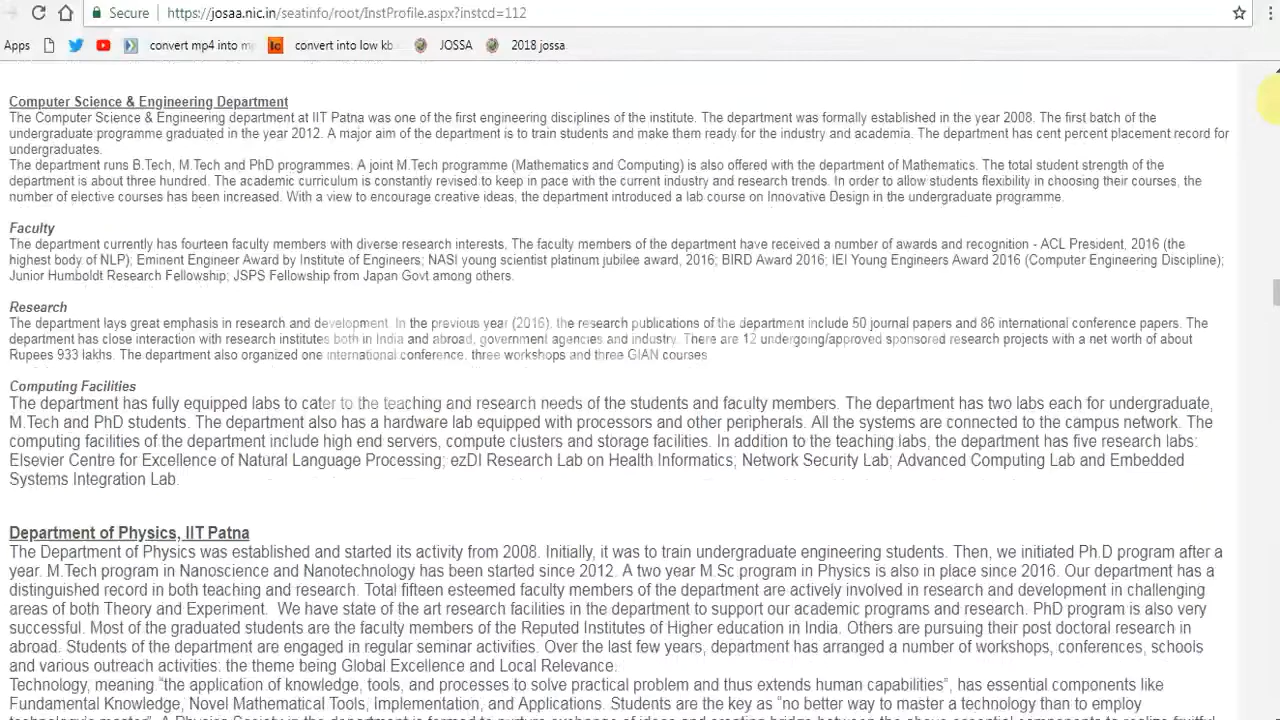 Secure | https://josaa.nic.in/seatinfo/root/InstProfile.aspx?instcd=112
Apps convert mp4 into m convert into low kb JOSSA 2018 jossa
Computer Science & Engineering Department
The Computer Science & Engineering department at IIT Patna was one of the first engineering disciplines of the institute. The department was formally established in the year 2008. The first batch of the
undergraduate programme graduated in the year 2012. A major aim of the department is to train students and make them ready for the industry and academia. The department has cent percent placement record for
undergraduates.
The department runs B.Tech, M.Tech and PhD programmes. A joint M.Tech programme (Mathematics and Computing) is also offered with the department of Mathematics. The total student strength of the
department is about three hundred. The academic curriculum is constantly revised to keep in pace with the current industry and research trends. In order to allow students flexibility in choosing their courses, the
number of elective courses has been increased. With a view to encourage creative ideas, the department introduced a lab course on Innovative Design in the undergraduate programme.
Faculty
The department currently has fourteen faculty members with diverse research interests. The faculty members of the department have received a number of awards and recognition - ACL President, 2016 (the
highest body of NLP); Eminent Engineer Award by Institute of Engineers; NASI young scientist platinum jubilee award, 2016; BIRD Award 2016; IEI Young Engineers Award 2016 (Computer Engineering Discipline);
Junior Humboldt Research Fellowship; JSPS Fellowship from Japan Govt among others.
Research
The department lays great emphasis in research and development. In the previous year (2016), the research publications of the department include 50 journal papers and 86 international conference papers. The
department has close interaction with research institutes both in India and abroad, government agencies and industry. There are 12 undergoing/approved sponsored research projects with a net worth of about
Rupees 933 lakhs. The department also organized one international conference, three workshops and three GIAN courses
Computing Facilities
The department has fully equipped labs to cater to the teaching and research needs of the students and faculty members. The department has two labs each for undergraduate,
M.Tech and PhD students. The department also has a hardware lab equipped with processors and other peripherals. All the systems are connected to the campus network. The
computing facilities of the department include high end servers, compute clusters and storage facilities. In addition to the teaching labs, the department has five research labs:
Elsevier Centre for Excellence of Natural Language Processing; ezDI Research Lab on Health Informatics; Network Security Lab; Advanced Computing Lab and Embedded
Systems Integration Lab.
Department of Physics, IIT Patna
The Department of Physics was established and started its activity from 2008. Initially, it was to train undergraduate engineering students. Then, we initiated Ph.D program after a
year. M.Tech program in Nanoscience and Nanotechnology has been started since 2012. A two year M.Sc program in Physics is also in place since 2016. Our department has a
distinguished record in both teaching and research. Total fifteen esteemed faculty members of the department are actively involved in research and development in challenging
areas of both Theory and Experiment. We have state of the art research facilities in the department to support our academic programs and research. PhD program is also very
successful. Most of the graduated students are the faculty members of the Reputed Institutes of Higher education in India. Others are pursuing their post doctoral research in
abroad. Students of the department are engaged in regular seminar activities. Over the last few years, department has arranged a number of workshops, conferences, schools
and various outreach activities: the theme being Global Excellence and Local Relevance.
Technology, meaning “the application of knowledge, tools, and processes to solve practical problem and thus extends human capabilities”, has essential components like
Fundamental Knowledge, Novel Mathematical Tools, Implementation, and Applications. Students are the key as “no better way to master a technology than to employ
technology's master”. A Physics Society in the department is formed to nurture exchange of ideas and creating bridge between the above essential components to realize fruitful